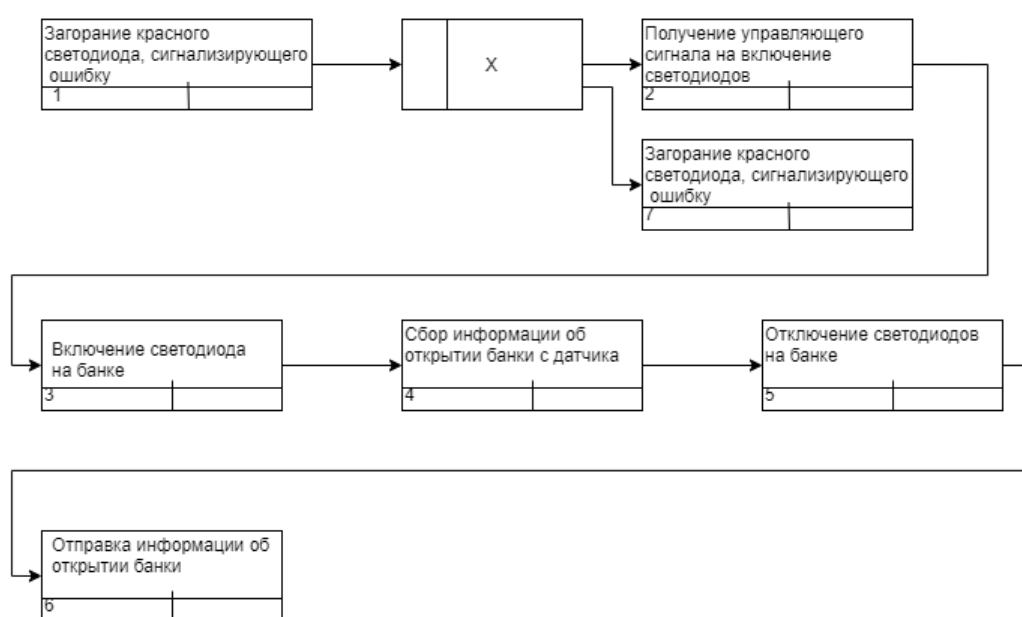 Загорание красного
светодиода, сигнализирующего
ошибку
1
X
Получение управляющего
сигнала на включение
светодиодов
2
Загорание красного
светодиода, сигнализирующего
ошибку
7
Включение светодиода
на банке
3
Сбор информации об
открытии банки с датчика
4
Отключение светодиодов
на банке
5
Отправка информации об
открытии банки
6